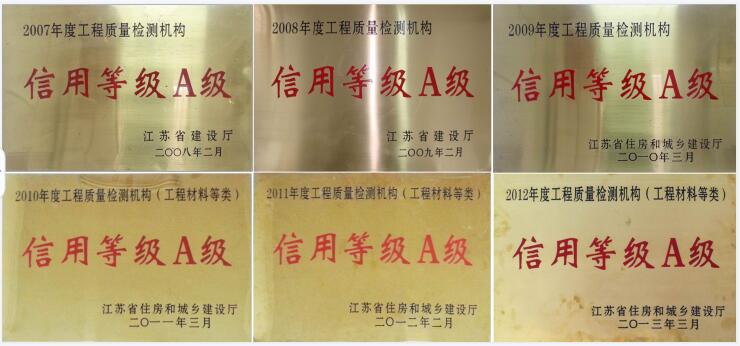 2007年度工程质量检测机构
信用等级A级
江苏省建设厅
二〇〇八年二月
2008年度工程质量检测机构
信用等级A级
江苏省建设厅
二〇〇九年二月
2009年度工程质量检测机构
信用等级A级
江苏省住房和城乡建设厅
二〇一〇年三月
2010年度工程质量检测机构（工程材料等类）
信用等级A级
江苏省住房和城乡建设厅
二〇一一年三月
2011年度工程质量检测机构（工程材料等类）
信用等级A级
江苏省住房和城乡建设厅
二〇一二年二月
2012年度工程质量检测机构（工程材料等类）
信用等级A级
江苏省住房和城乡建设厅
二〇一三年三月